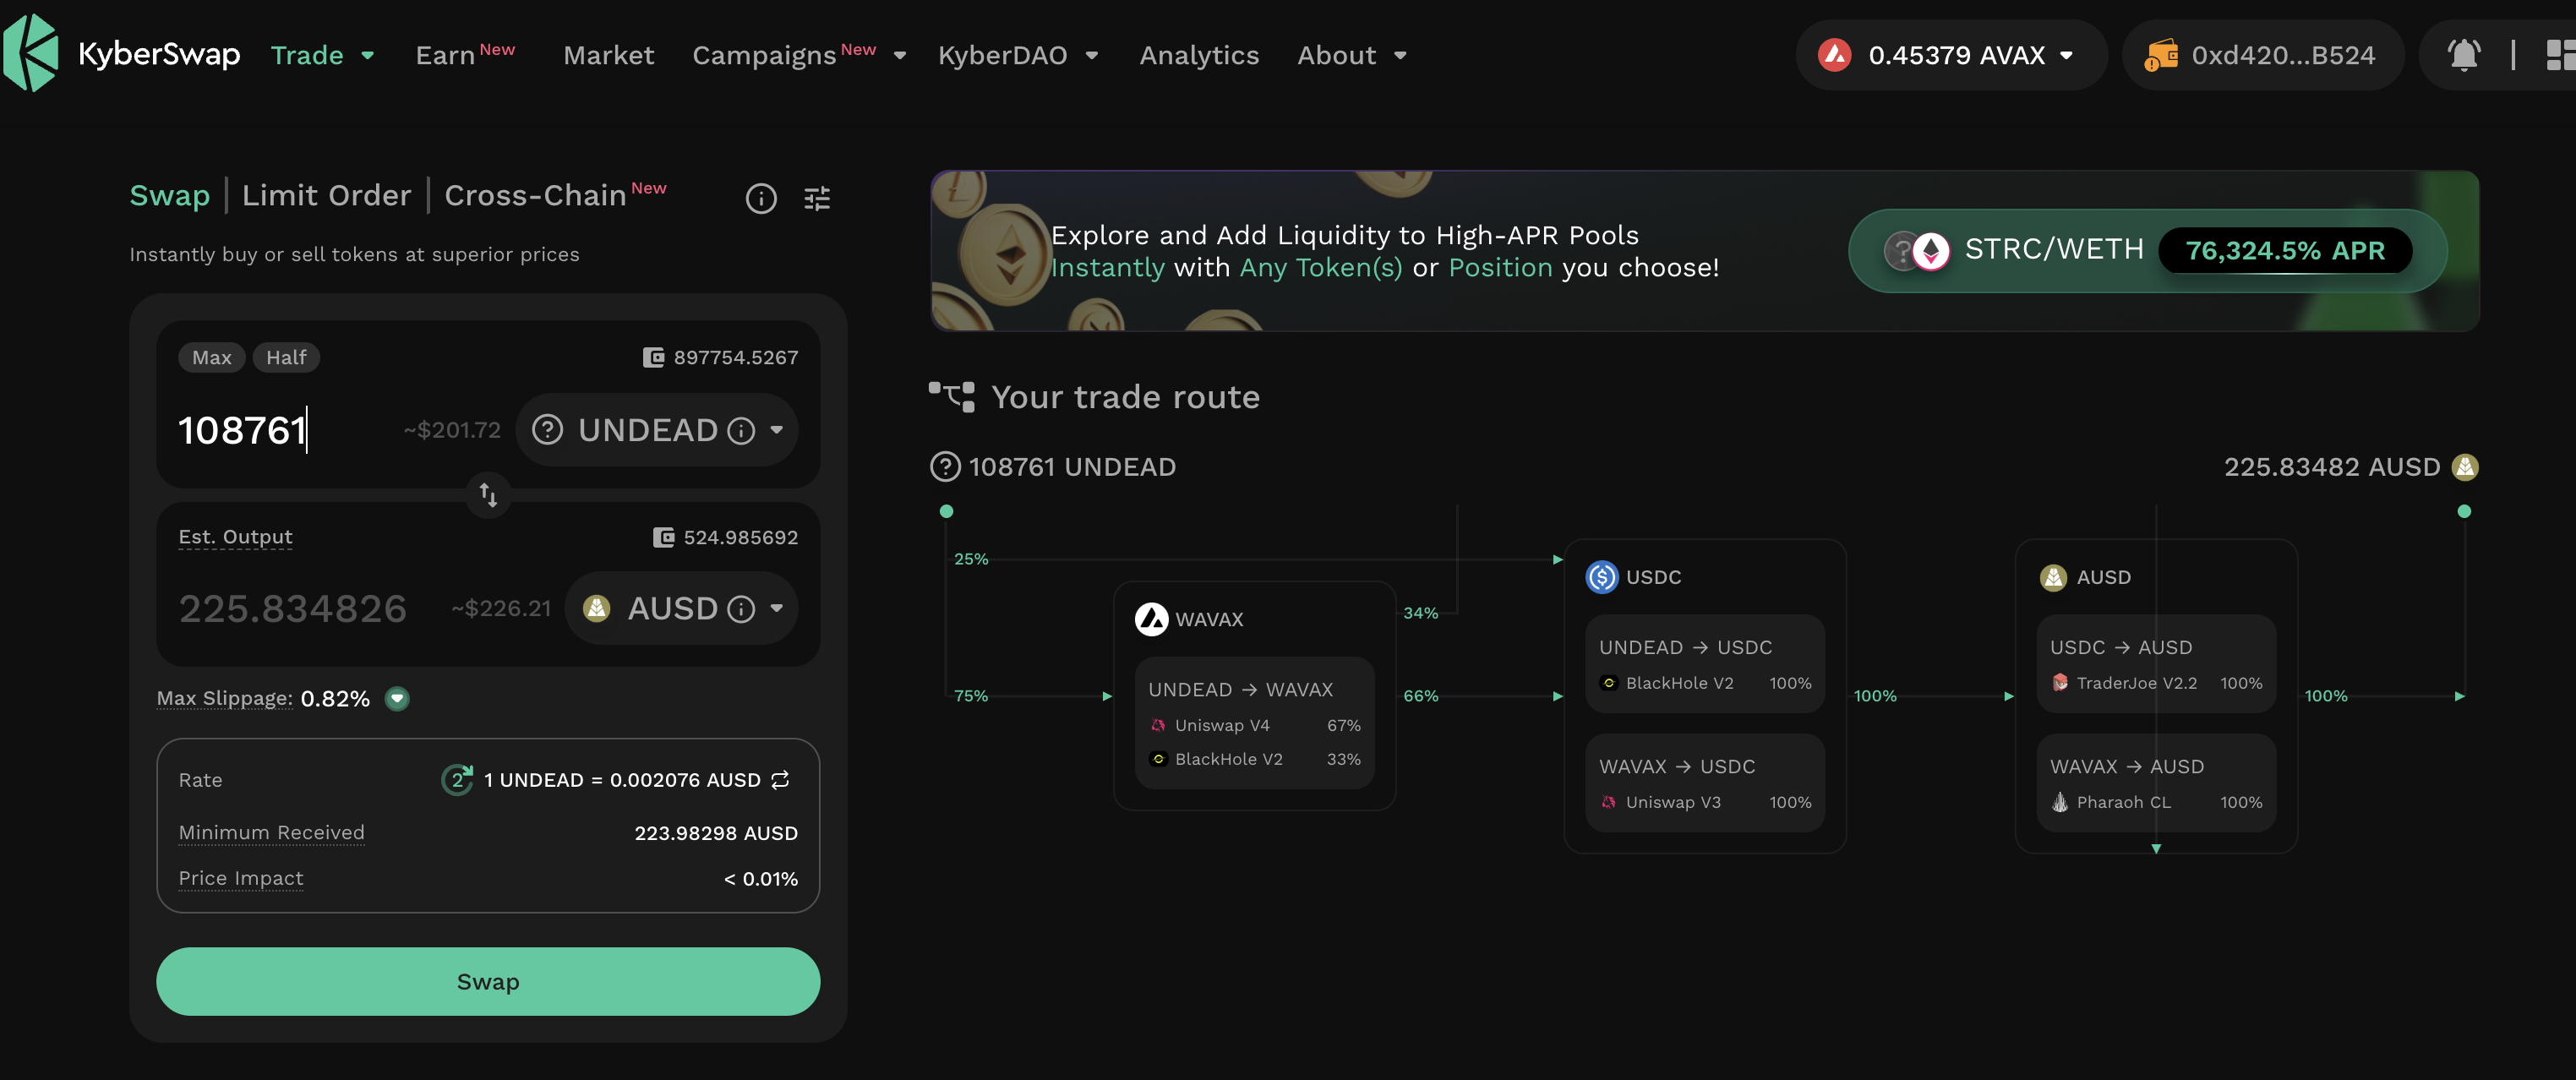 KyberSwap
Trade
Earn New
Market
Campaigns New
KyberDAO
Analytics
About
0.45379 AVAX
0xd420...B524
Swap | Limit Order | Cross-Chain New
Instantly buy or sell tokens at superior prices
Max Half 897754.5267
108761 ~$201.72 UNDEAD
Est. Output 524.985692
225.834826 ~$226.21 AUSD
Max Slippage: 0.82%
Rate 2 1 UNDEAD = 0.002076 AUSD
Minimum Received 223.98298 AUSD
Price Impact < 0.01%
Swap
Explore and Add Liquidity to High-APR Pools
Instantly with Any Token(s) or Position you choose!
STRC/WETH 76,324.5% APR
Your trade route
108761 UNDEAD
225.83482 AUSD
25%
75%
WAVAX
UNDEAD → WAVAX
Uniswap V4 67%
BlackHole V2 33%
34%
66%
USDC
UNDEAD → USDC
BlackHole V2 100%
WAVAX → USDC
Uniswap V3 100%
100%
AUSD
USDC → AUSD
TraderJoe V2.2 100%
WAVAX → AUSD
Pharaoh CL 100%
100%